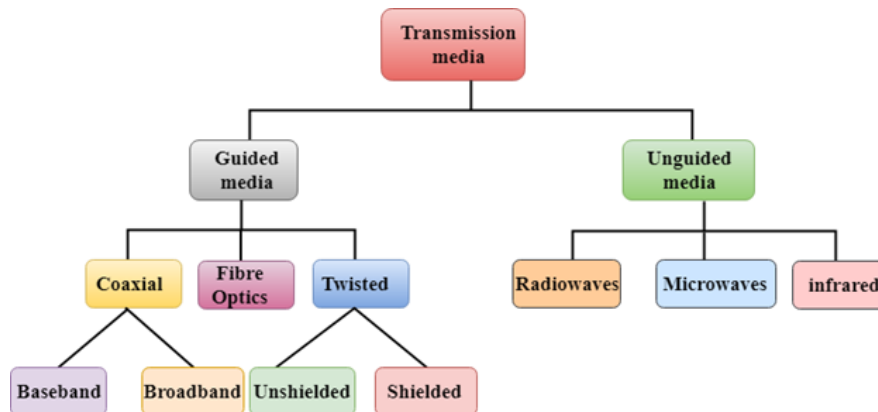 Transmission
media
Guided
media
Unguided
media
Coaxial
Fibre
Optics
Twisted
Radiowaves
Microwaves
infrared
Baseband
Broadband
Unshielded
Shielded